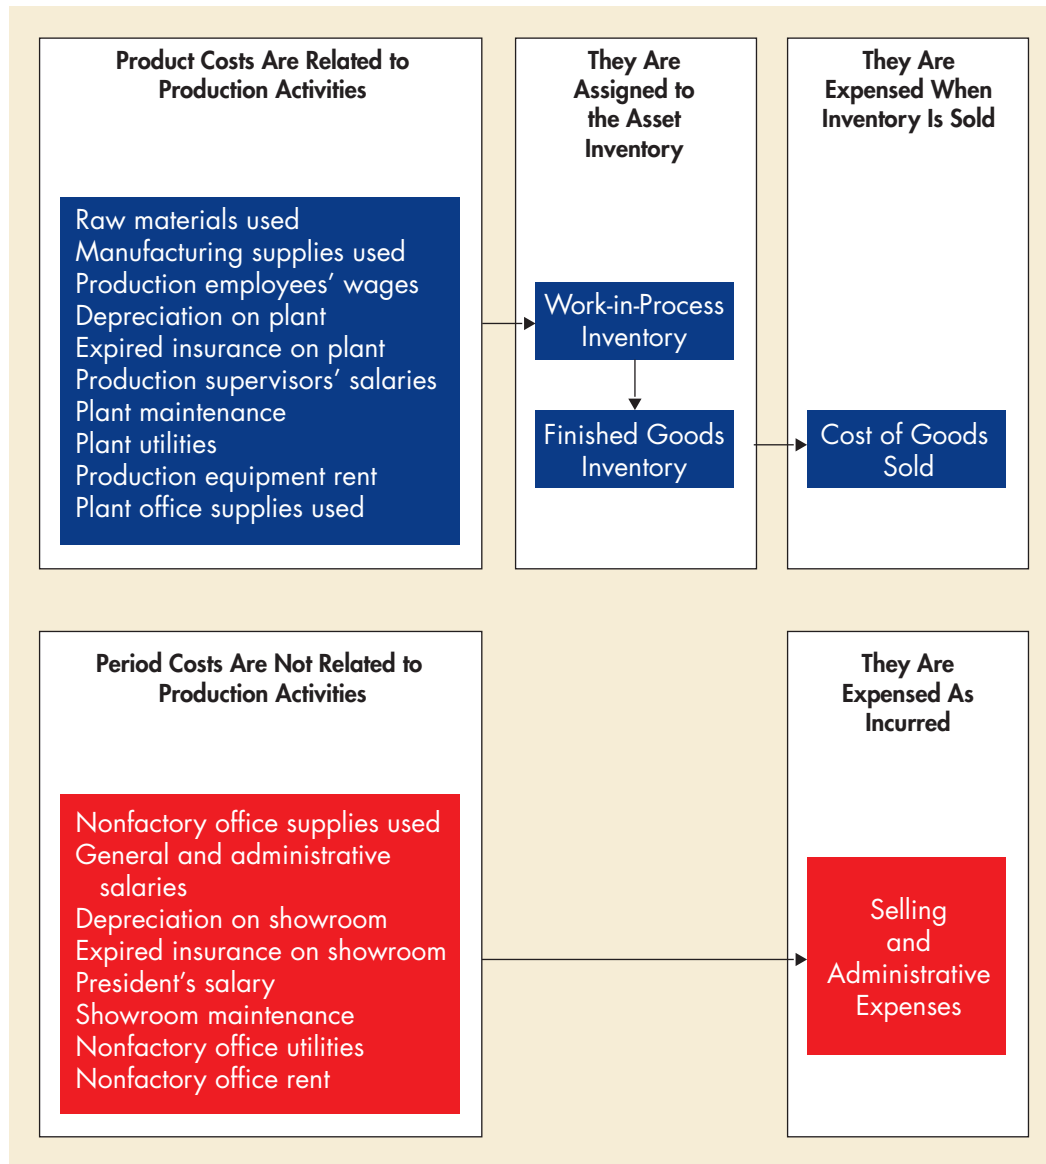 Product Costs Are Related to
Production Activities
They Are
Assigned to
the Asset
Inventory
They Are
Expensed When
Inventory Is Sold
Raw materials used
Manufacturing supplies used
Production employees’ wages
Depreciation on plant
Expired insurance on plant
Production supervisors’ salaries
Plant maintenance
Plant utilities
Production equipment rent
Plant office supplies used
Work-in-Process
Inventory
Finished Goods
Inventory
Cost of Goods
Sold
Period Costs Are Not Related to
Production Activities
They Are
Expensed As
Incurred
Nonfactory office supplies used
General and administrative
salaries
Depreciation on showroom
Expired insurance on showroom
President’s salary
Showroom maintenance
Nonfactory office utilities
Nonfactory office rent
Selling
and
Administrative
Expenses